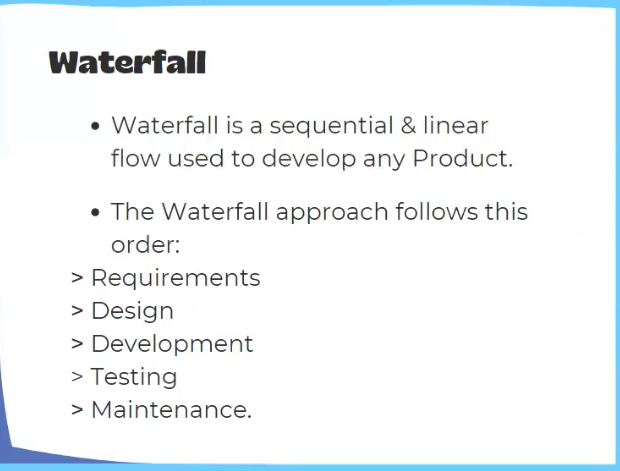 Waterfall
• Waterfall is a sequential & linear
flow used to develop any Product.
• The Waterfall approach follows this
order:
> Requirements
> Design
> Development
> Testing
> Maintenance.